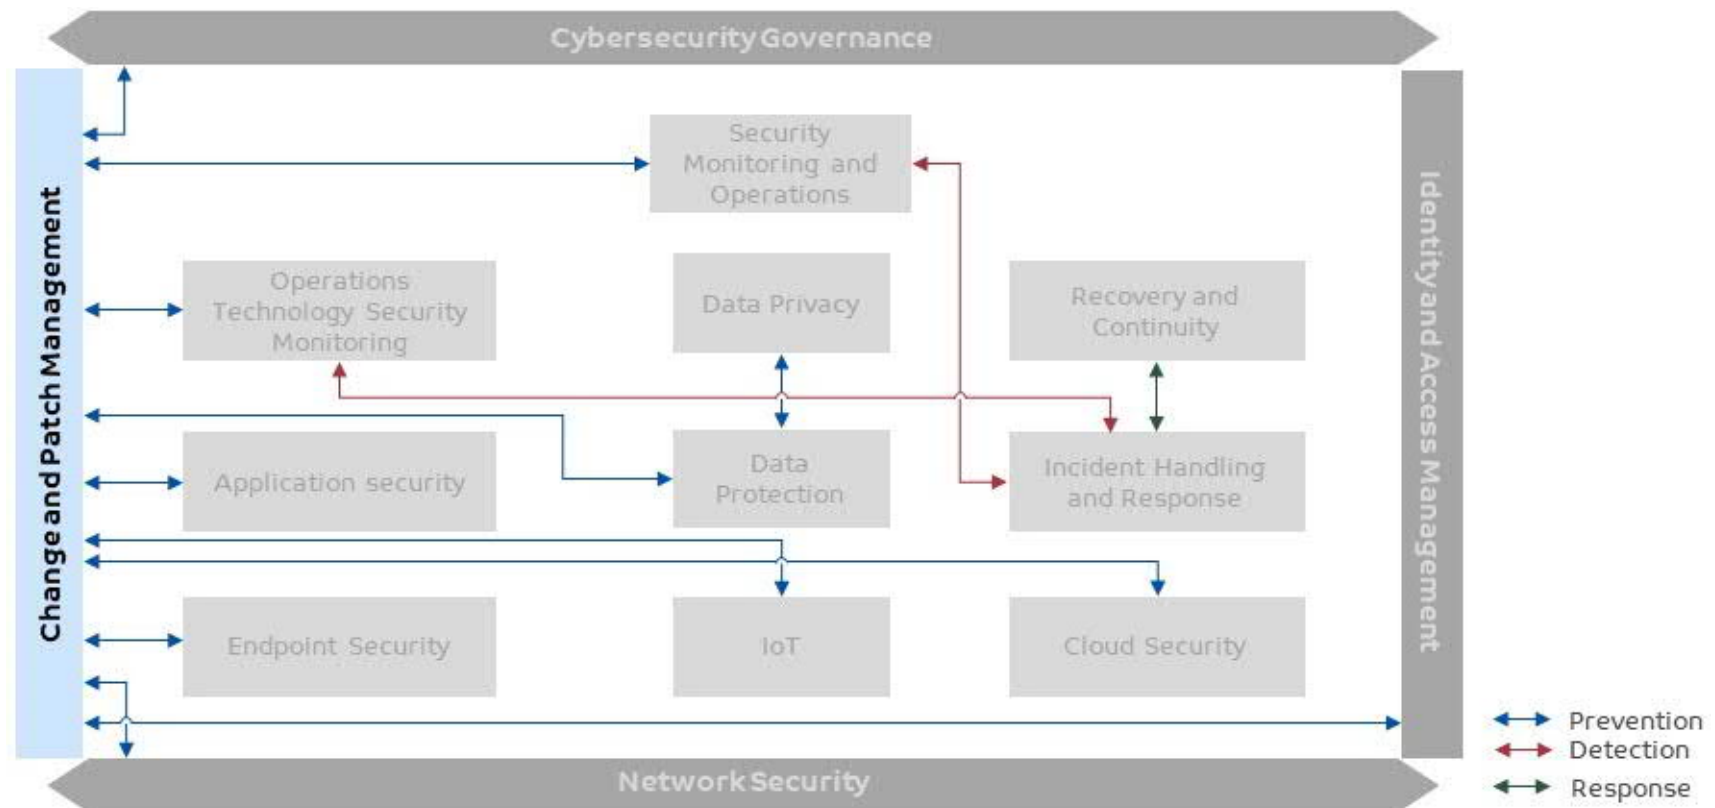 Cybersecurity Governance
Change and Patch Management
Security
Monitoring and
Operations
Identity and Access Management
Operations
Technology Security
Monitoring
Data Privacy
Recovery and
Continuity
Application security
Data
Protection
Incident Handling
and Response
Endpoint Security
IoT
Cloud Security
Network Security
Prevention
Detection
Response